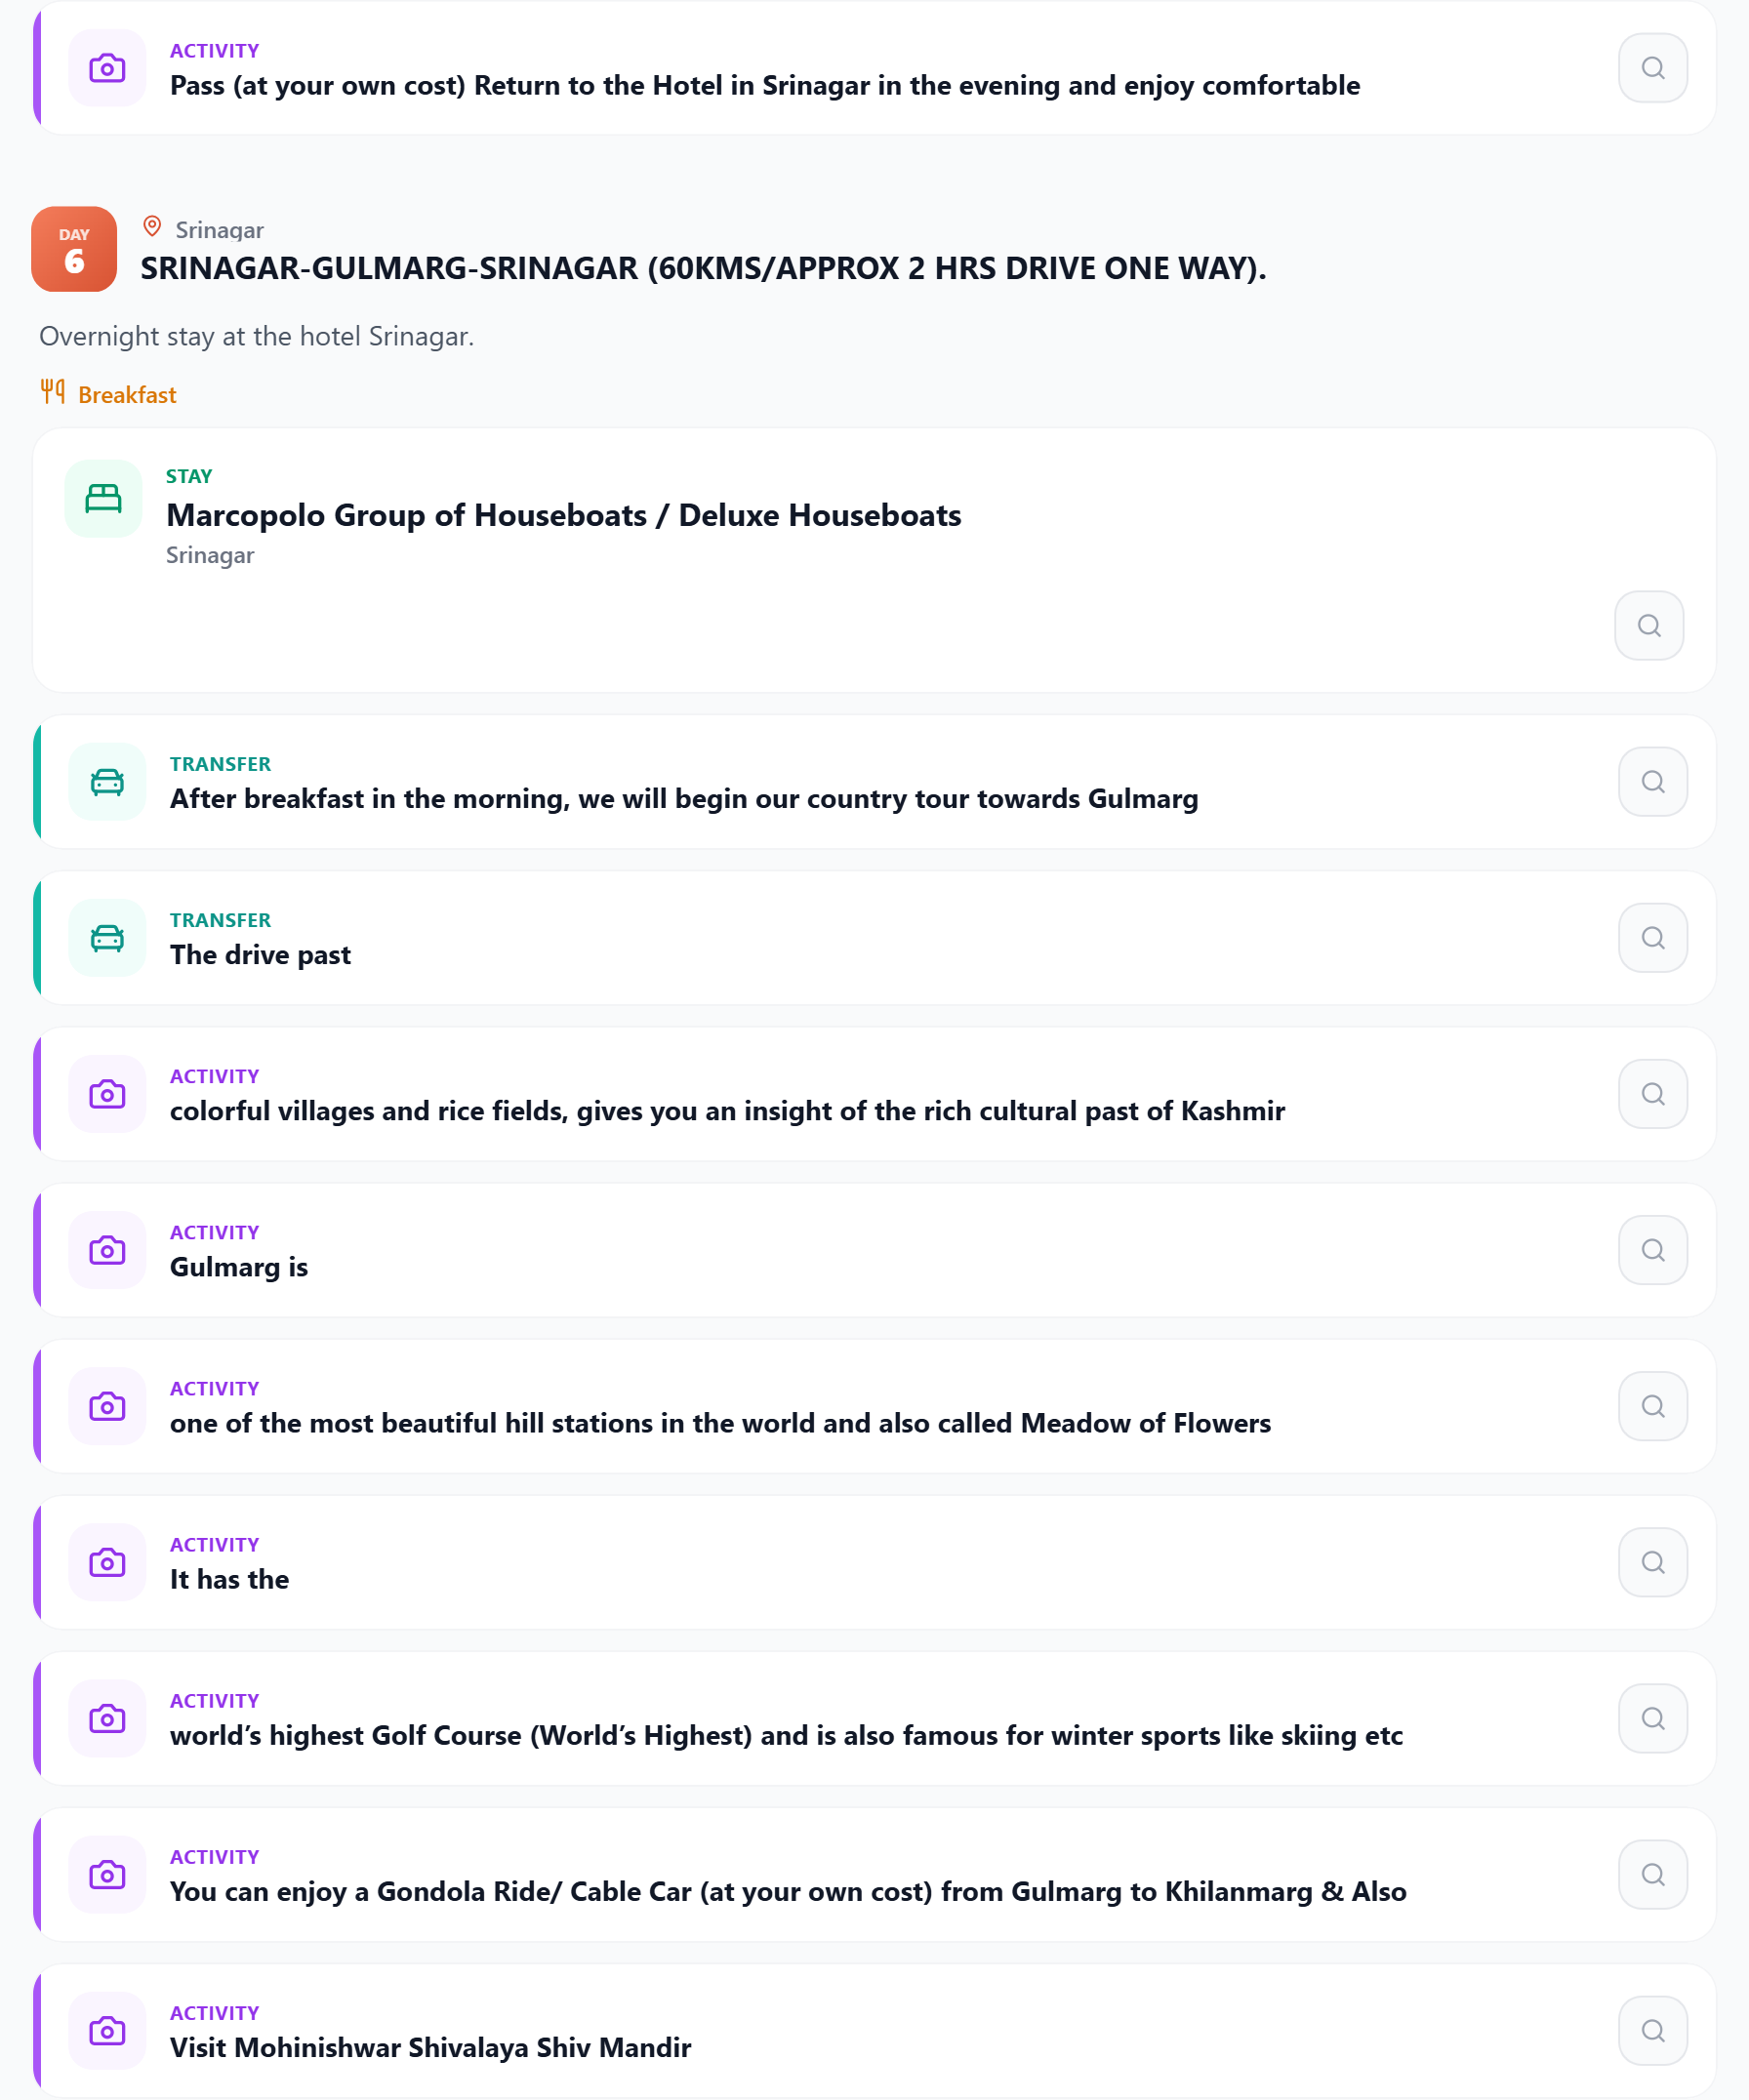 ACTIVITY
Pass (at your own cost) Return to the Hotel in Srinagar in the evening and enjoy comfortable
DAY
6
Srinagar
SRINAGAR-GULMARG-SRINAGAR (60KMS/APPROX 2 HRS DRIVE ONE WAY).
Overnight stay at the hotel Srinagar.
Breakfast
STAY
Marcopolo Group of Houseboats / Deluxe Houseboats
Srinagar
TRANSFER
After breakfast in the morning, we will begin our country tour towards Gulmarg
TRANSFER
The drive past
ACTIVITY
colorful villages and rice fields, gives you an insight of the rich cultural past of Kashmir
ACTIVITY
Gulmarg is
ACTIVITY
one of the most beautiful hill stations in the world and also called Meadow of Flowers
ACTIVITY
It has the
ACTIVITY
world’s highest Golf Course (World’s Highest) and is also famous for winter sports like skiing etc
ACTIVITY
You can enjoy a Gondola Ride/ Cable Car (at your own cost) from Gulmarg to Khilanmarg & Also
ACTIVITY
Visit Mohinishwar Shivalaya Shiv Mandir